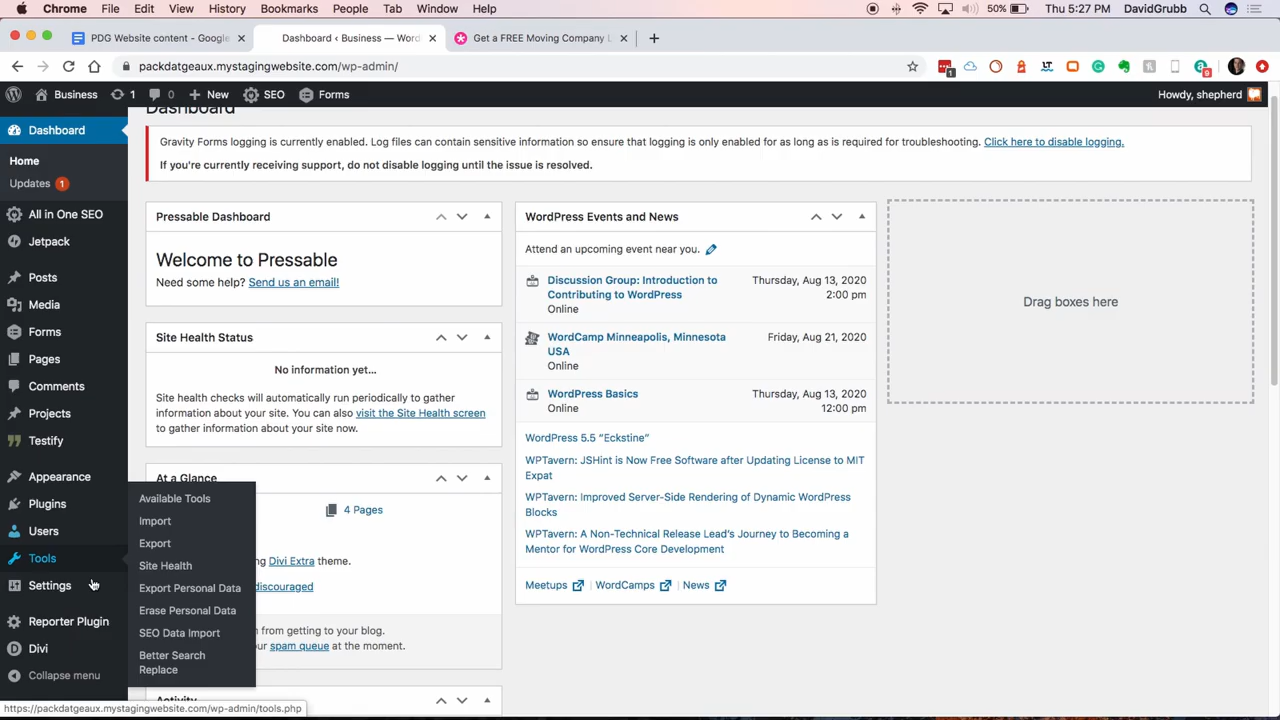 Chrome File Edit View History Bookmarks People Tab Window Help 50% Thu 5:27 PM DavidGrubb
PDG Website content - Google Dashboard ‹ Business — Word Get a FREE Moving Company L
packdatgeaux.mystagingwebsite.com/wp-admin/
Business 1 0 New SEO Forms Howdy, shepherd
Dashboard
Home
Updates 1
All in One SEO
Jetpack
Posts
Media
Forms
Pages
Comments
Projects
Testify
Appearance
Plugins
Users
Tools
Settings
Reporter Plugin
Divi
Collapse menu
Available Tools
Import
Export
Site Health
Export Personal Data
Erase Personal Data
SEO Data Import
Better Search
Replace
Dashboard
Gravity Forms logging is currently enabled. Log files can contain sensitive information so ensure that logging is only enabled for as long as is required for troubleshooting. Click here to disable logging.
If you're currently receiving support, do not disable logging until the issue is resolved.
Pressable Dashboard
Welcome to Pressable
Need some help? Send us an email!
Site Health Status
No information yet...
Site health checks will automatically run periodically to
gather information about your site. You can also
visit the Site Health screen
to gather information about your site now.
At a Glance
4 Pages
ng Divi Extra theme.
discouraged
from getting to your blog.
our spam queue at the moment.
Activity
WordPress Events and News
Attend an upcoming event near you.
Discussion Group: Introduction to
Contributing to WordPress
Online
Thursday, Aug 13, 2020
2:00 pm
WordCamp Minneapolis, Minnesota
USA
Online
Friday, Aug 21, 2020
WordPress Basics
Online
Thursday, Aug 13, 2020
12:00 pm
WordPress 5.5 "Eckstine"
WPTavern: JSHint is Now Free Software after Updating License to MIT
Expat
WPTavern: Improved Server-Side Rendering of Dynamic WordPress
Blocks
WPTavern: A Non-Technical Release Lead's Journey to Becoming a
Mentor for WordPress Core Development
Meetups WordCamps News
Drag boxes here
https://packdatgeaux.mystagingwebsite.com/wp-admin/tools.php